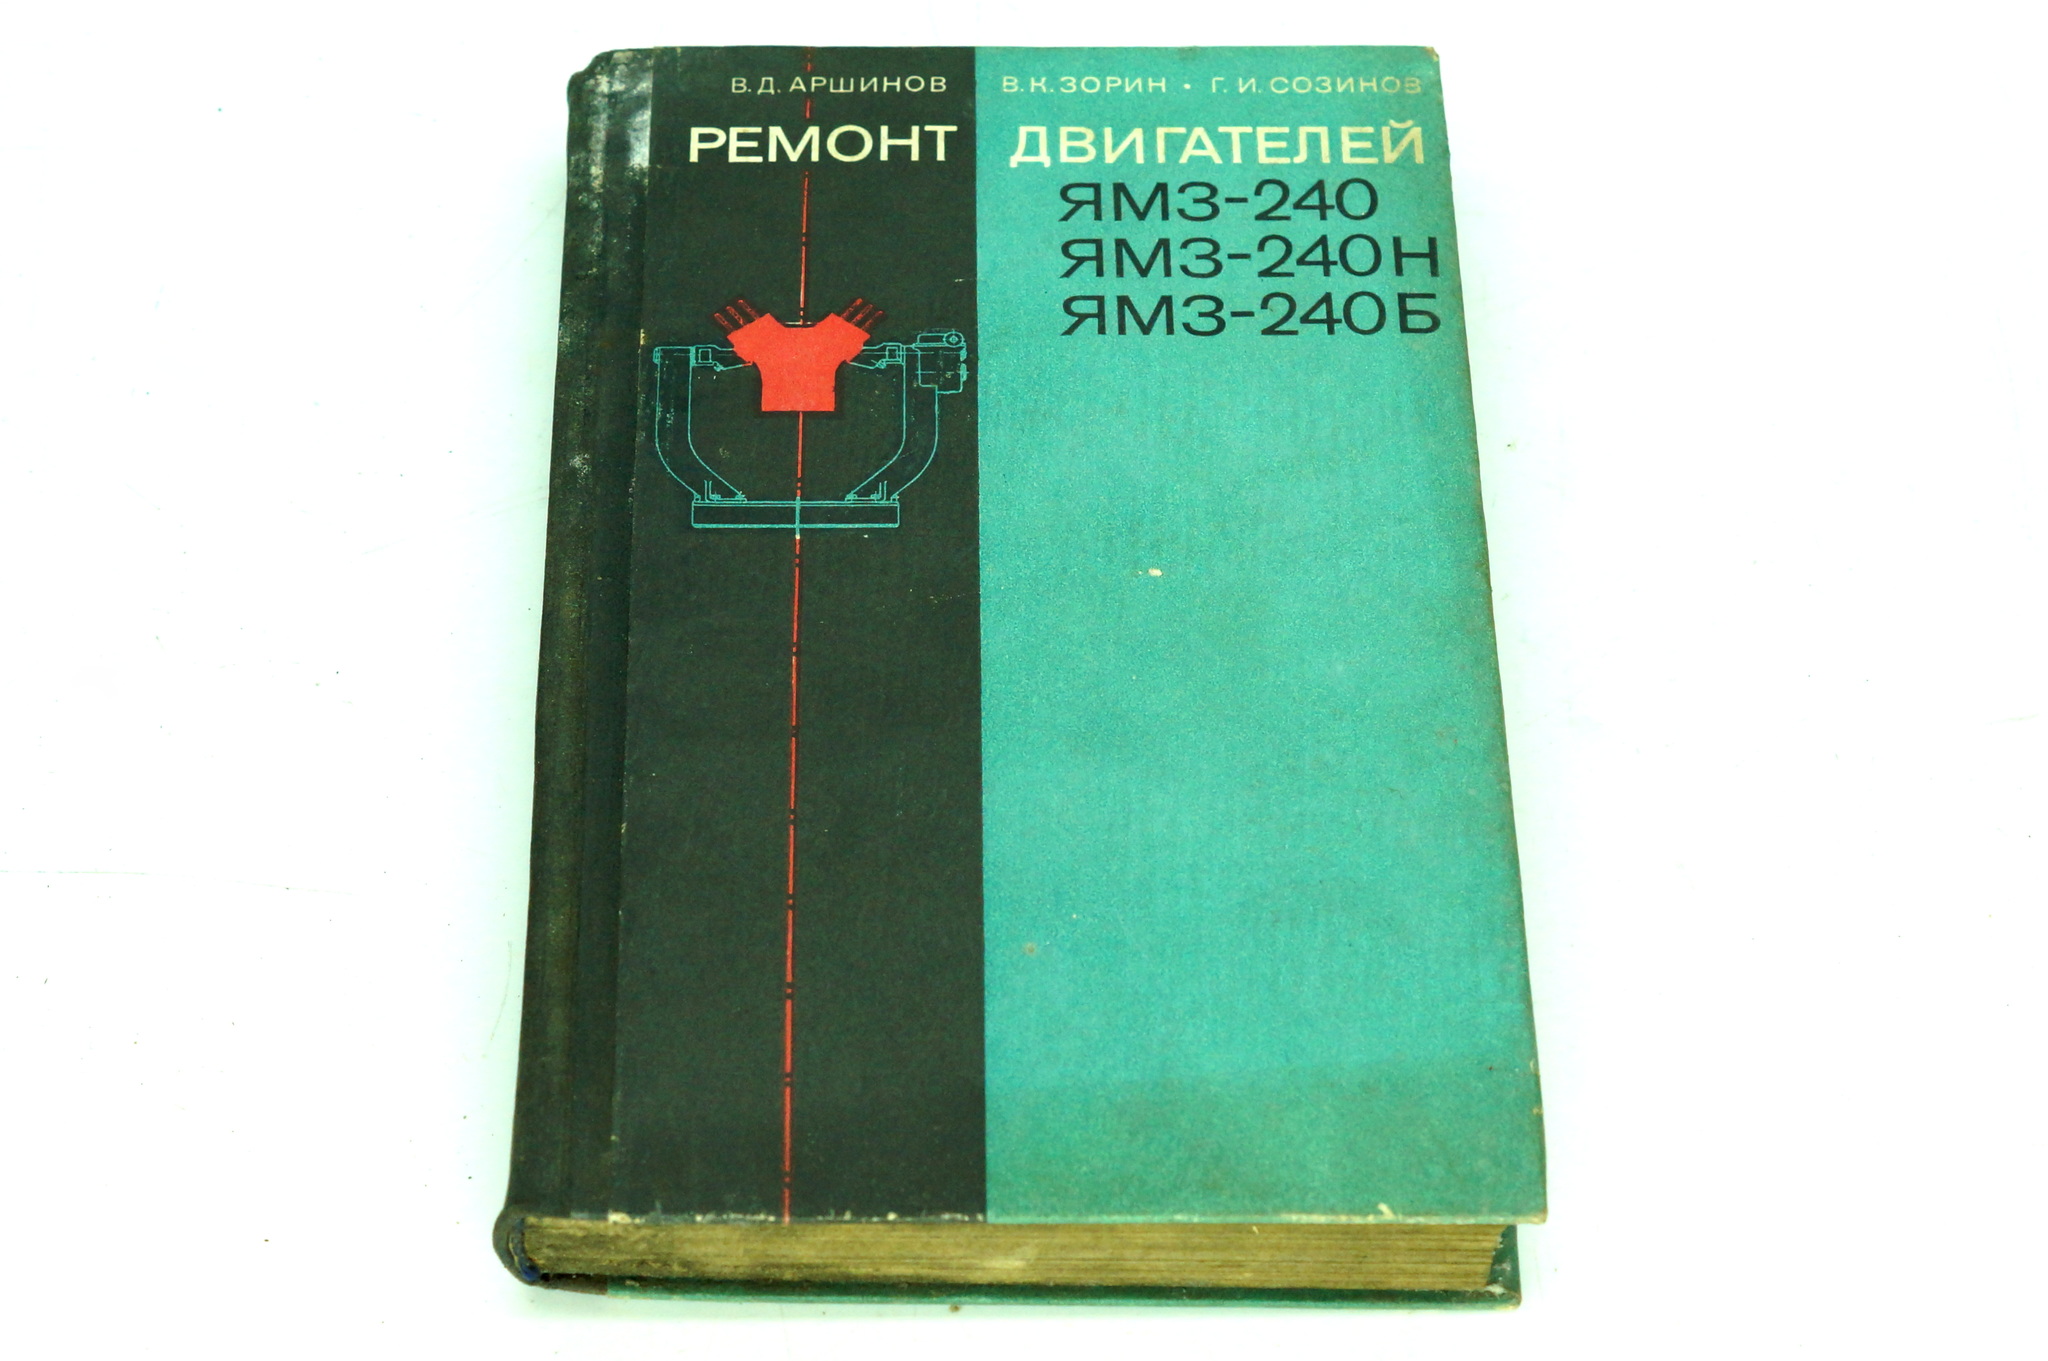 В.Д. АРШИНОВ В.К. ЗОРИН • Г.И. СОЗИНОВ
РЕМОНТ ДВИГАТЕЛЕЙ
ЯМЗ-240
ЯМЗ-240Н
ЯМЗ-240Б